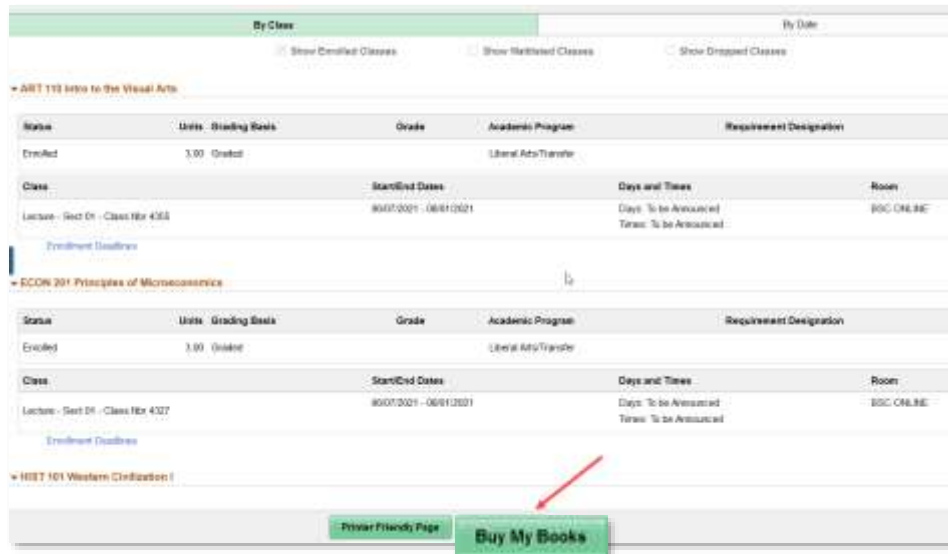 By Class By Date
Show Enrolled Classes Show Waitlisted Classes Show Dropped Classes
ART 110 Intro to the Visual Arts
Status Units Grading Basis Grade Academic Program Requirement Designation
Enrolled 3.00 Graded Liberal Arts/Transfer
Class Start/End Dates Days and Times Room
Lecture - Sect 01 - Class Nbr 4355 06/07/2021 - 08/01/2021 Days: To be Announced BSC ONLINE
Times: To be Announced
Enrollment Deadlines
ECON 201 Principles of Microeconomics
Status Units Grading Basis Grade Academic Program Requirement Designation
Enrolled 3.00 Graded Liberal Arts/Transfer
Class Start/End Dates Days and Times Room
Lecture - Sect 01 - Class Nbr 4327 06/07/2021 - 08/01/2021 Days: To be Announced BSC ONLINE
Times: To be Announced
Enrollment Deadlines
HIST 101 Western Civilization I
Printer Friendly Page Buy My Books